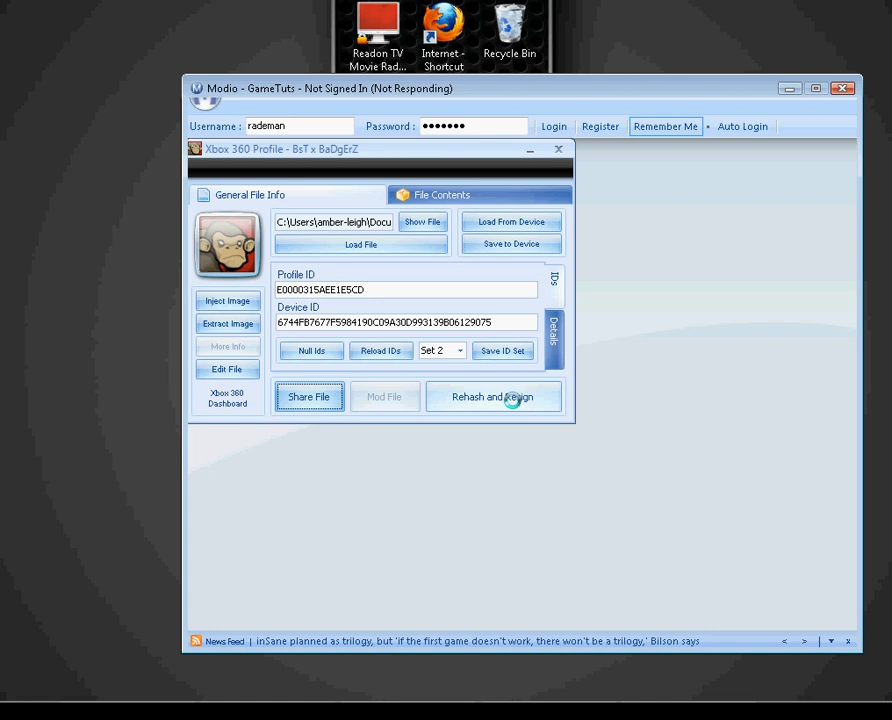 Readon TV
Movie Rad...
Internet -
Shortcut
Recycle Bin
Modio - GameTuts - Not Signed In (Not Responding)
Username : rademan Password : ●●●●●●● Login Register Remember Me • Auto Login
Xbox 360 Profile - BsT x BaDgErZ
General File Info File Contents
C:\Users\amber-leigh\Docu Show File Load From Device
Load File Save to Device
Profile ID
E0000315AEE1E5CD
Device ID
6744FB7677F5984190C09A30D993139B06129075
IDs
Details
Null Ids Reload IDs Set 2 Save ID Set
Inject Image
Extract Image
More Info
Edit File
Xbox 360
Dashboard
Share File Mod File Rehash and Resign
News Feed | inSane planned as trilogy, but 'if the first game doesn't work, there won't be a trilogy,' Bilson says < > | ▾ x